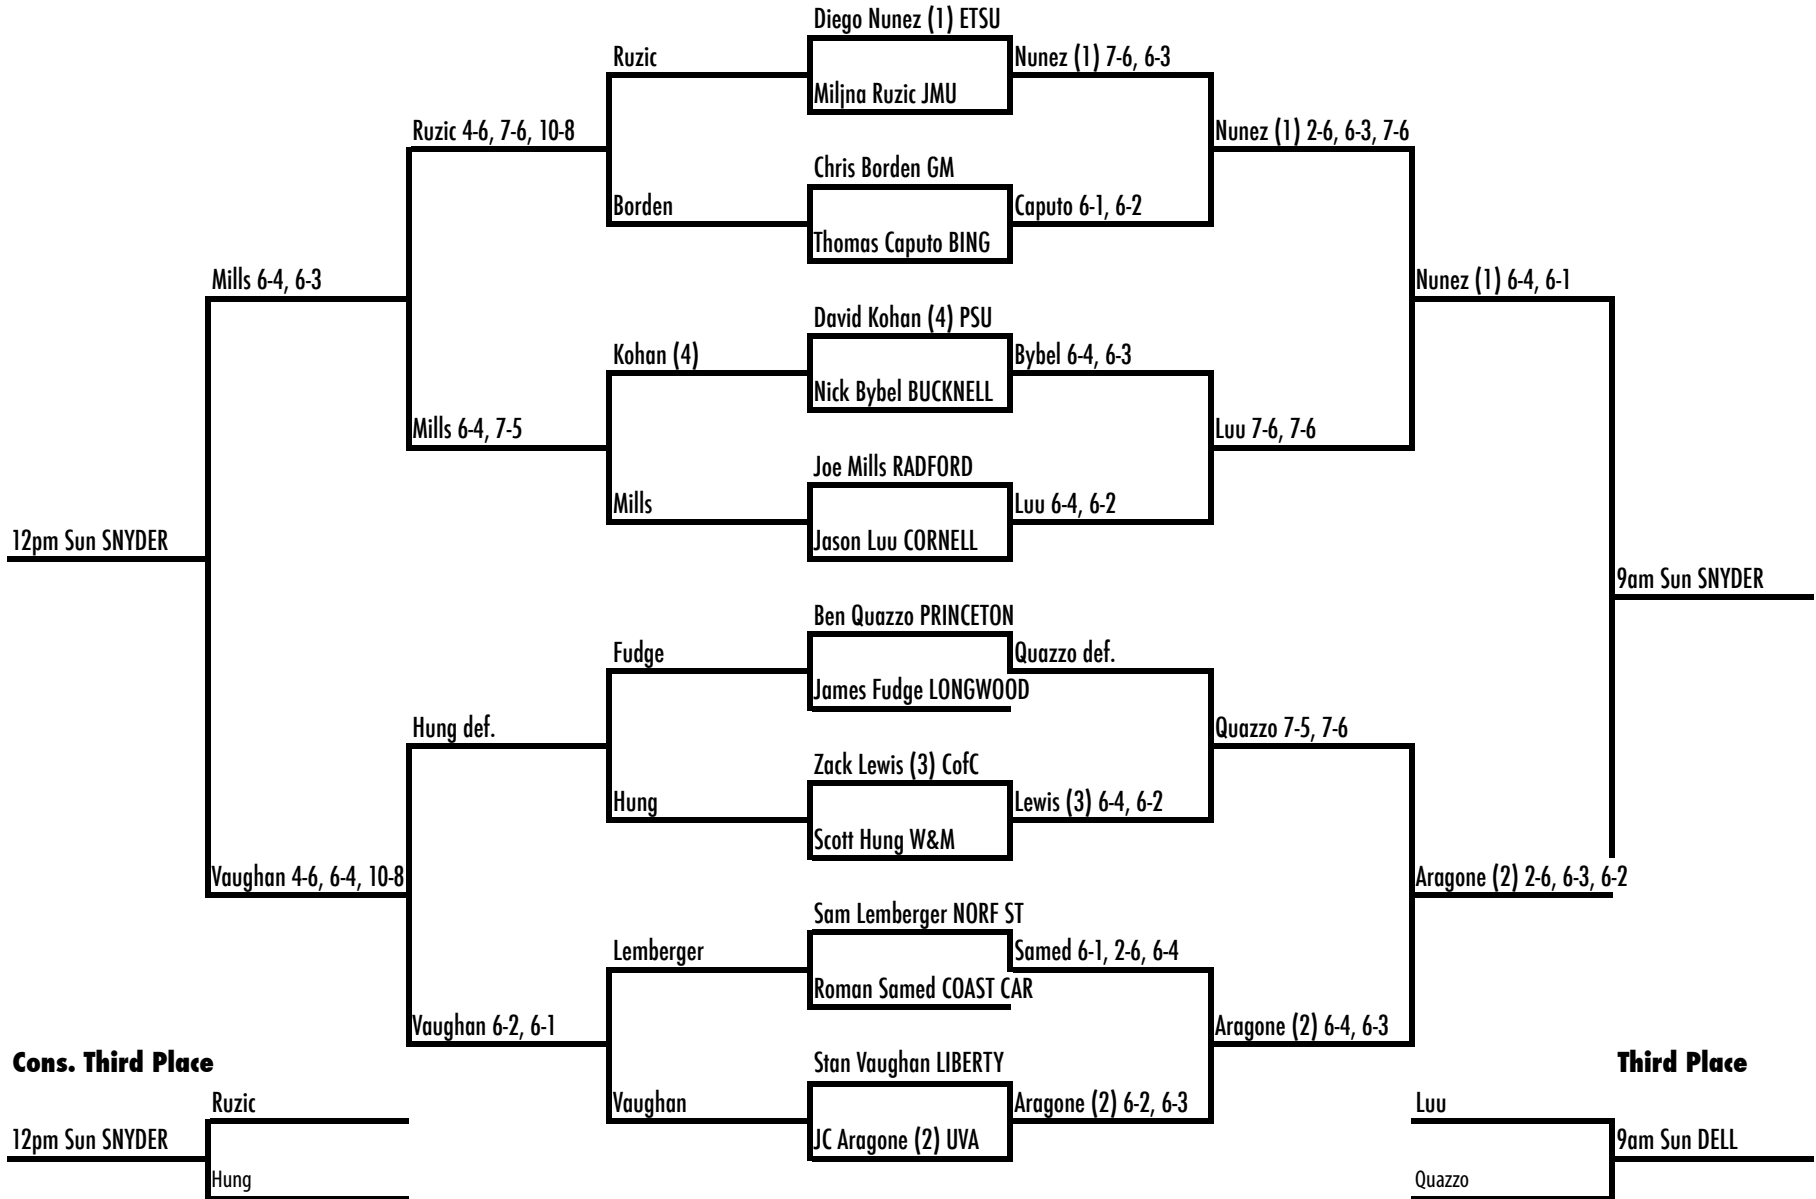 Diego Nunez (1) ETSU
Ruzic
Nunez (1) 7-6, 6-3
Miljna Ruzic JMU
Ruzic 4-6, 7-6, 10-8
Nunez (1) 2-6, 6-3, 7-6
Chris Borden GM
Borden
Caputo 6-1, 6-2
Thomas Caputo BING
Mills 6-4, 6-3
Nunez (1) 6-4, 6-1
David Kohan (4) PSU
Kohan (4)
Bybel 6-4, 6-3
Nick Bybel BUCKNELL
Mills 6-4, 7-5
Luu 7-6, 7-6
Joe Mills RADFORD
Mills
Luu 6-4, 6-2
Jason Luu CORNELL
12pm Sun SNYDER
9am Sun SNYDER
Ben Quazzo PRINCETON
Fudge
Quazzo def.
James Fudge LONGWOOD
Hung def.
Quazzo 7-5, 7-6
Zack Lewis (3) CofC
Hung
Lewis (3) 6-4, 6-2
Scott Hung W&M
Vaughan 4-6, 6-4, 10-8
Aragone (2) 2-6, 6-3, 6-2
Sam Lemberger NORF ST
Lemberger
Samed 6-1, 2-6, 6-4
Roman Samed COAST CAR
Vaughan 6-2, 6-1
Aragone (2) 6-4, 6-3
Cons. Third Place
Stan Vaughan LIBERTY
Third Place
Ruzic
Vaughan
Aragone (2) 6-2, 6-3
Luu
12pm Sun SNYDER
JC Aragone (2) UVA
9am Sun DELL
Hung
Quazzo